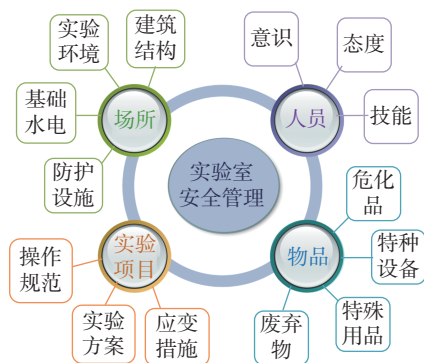 实验
环境
建筑
结构
基础
水电
防护
设施
场所
意识
态度
技能
人员
实验室
安全管理
操作
规范
实验
方案
应变
措施
实验
项目
危化
品
特种
设备
特殊
用品
废弃
物
物品